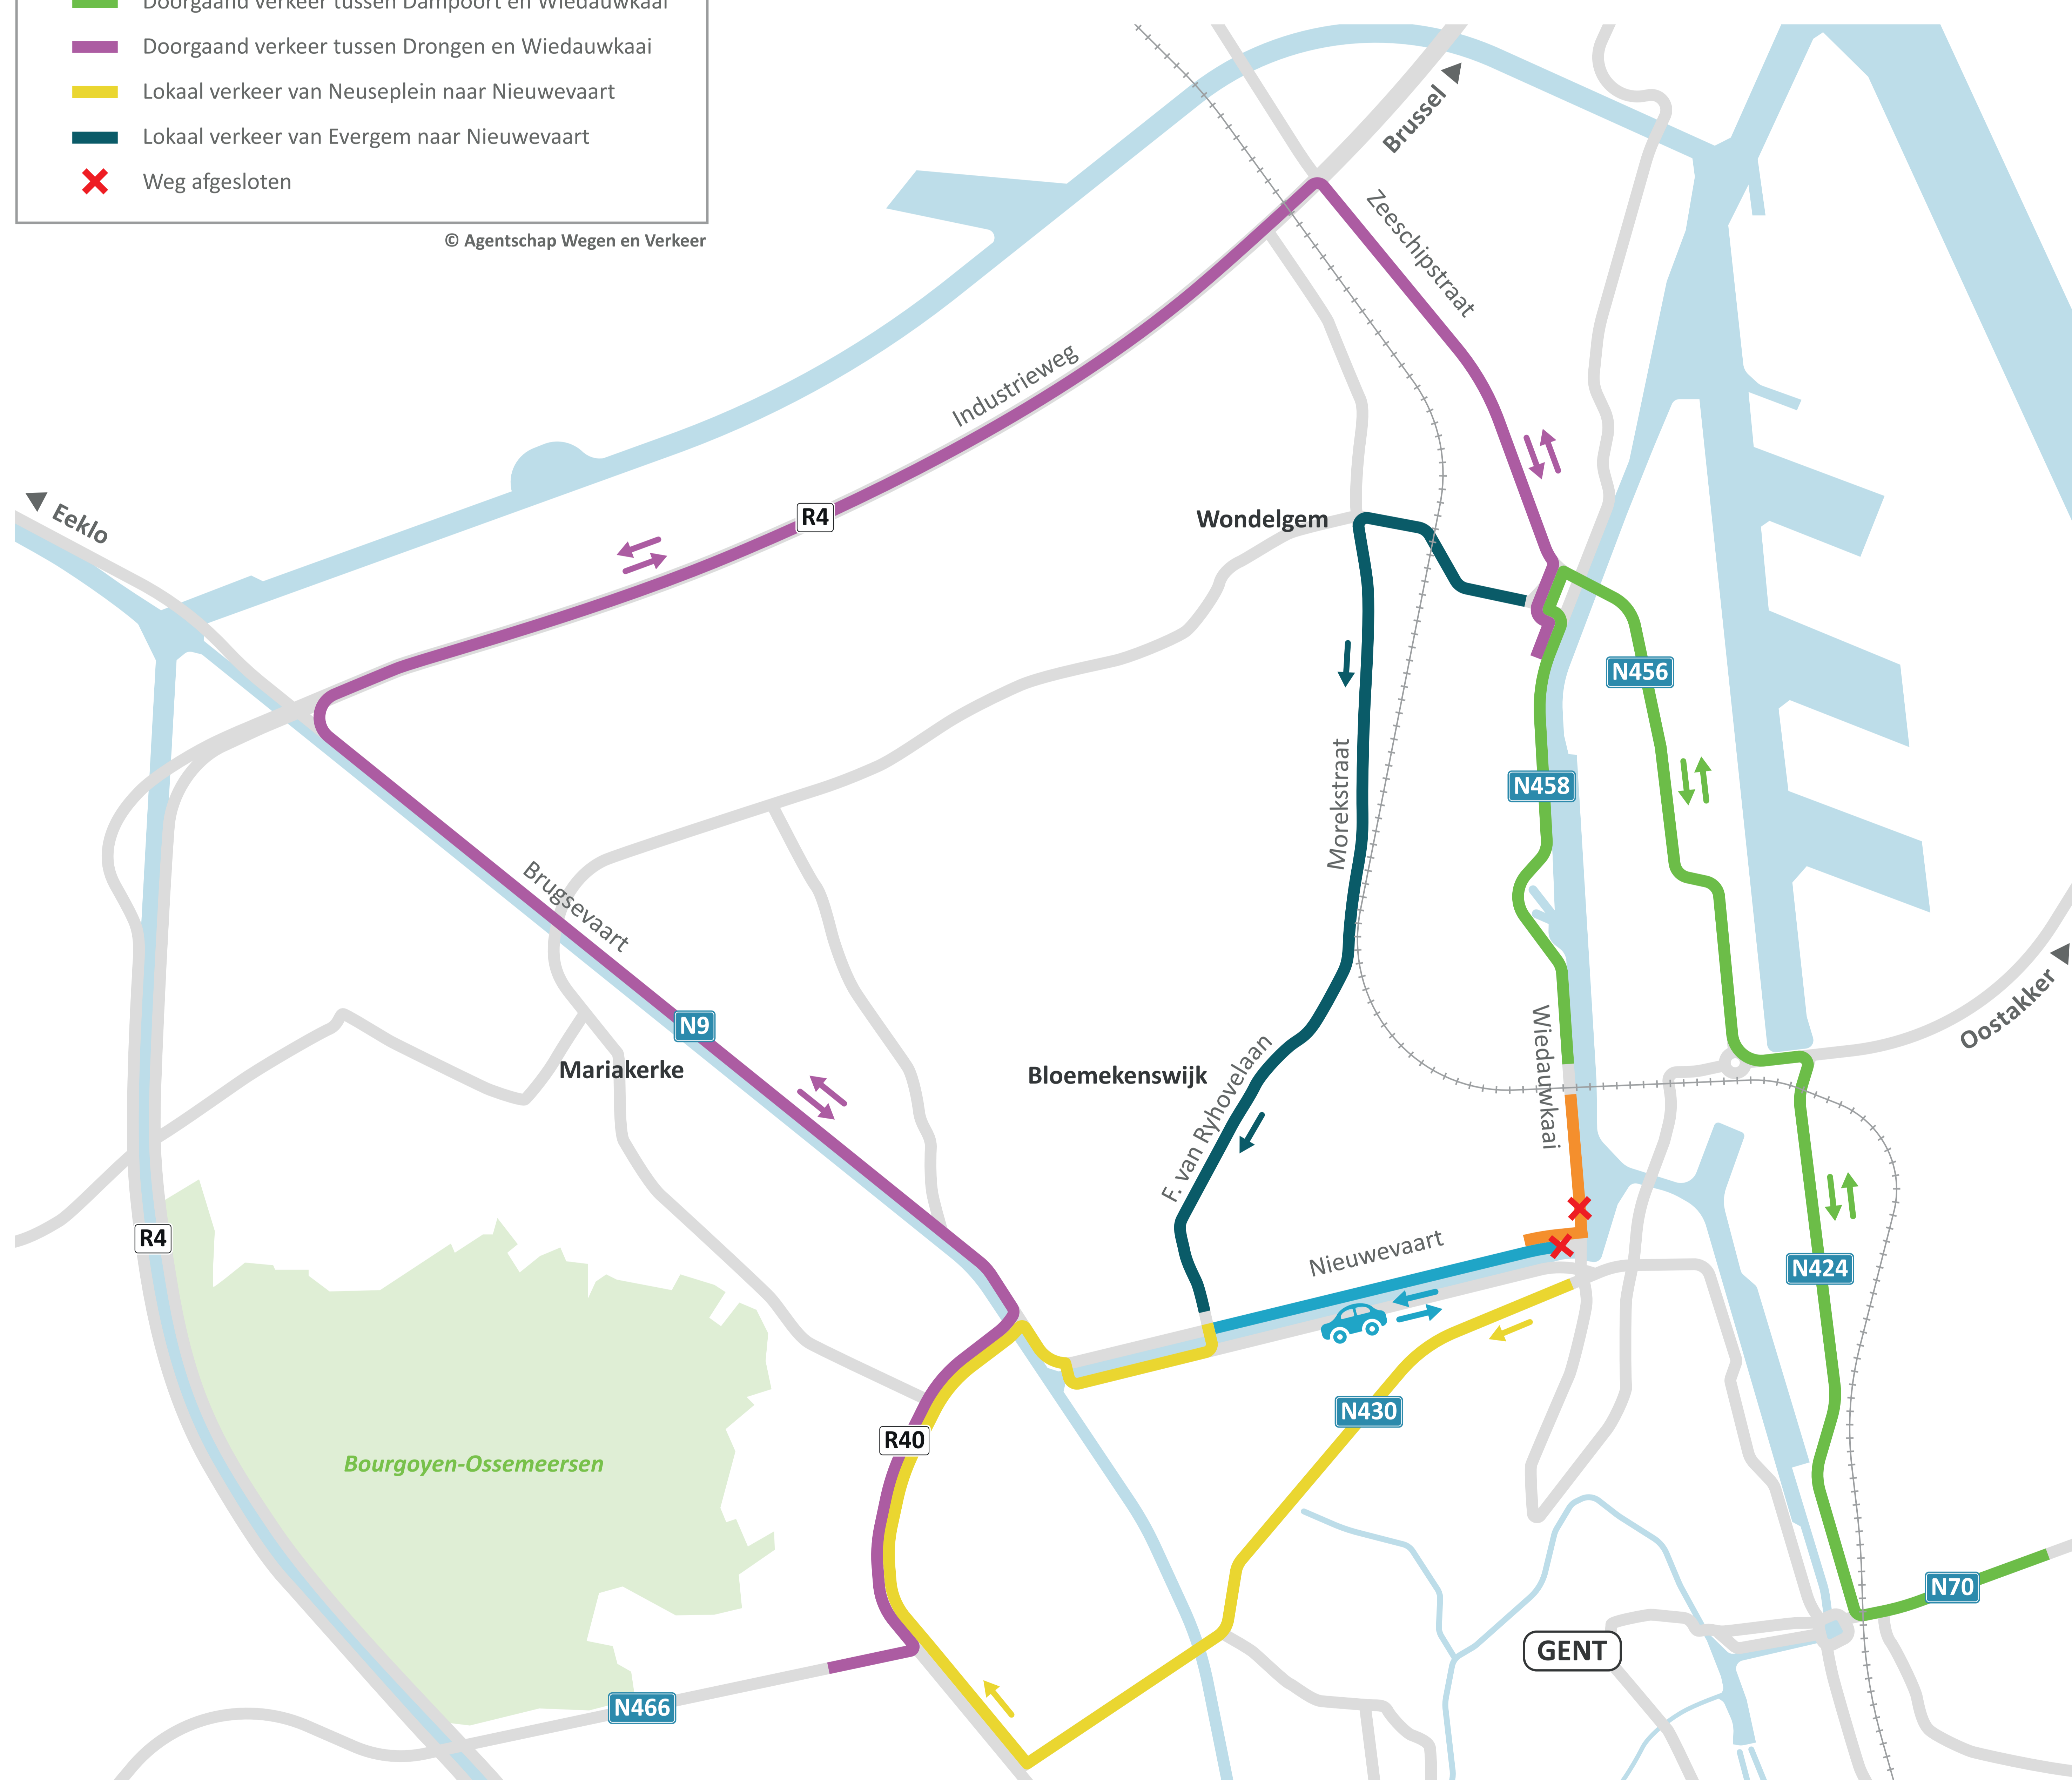 Doorgaand verkeer tussen Dampoort en Wiedauwkaai
Doorgaand verkeer tussen Drongen en Wiedauwkaai
Lokaal verkeer van Neuseplein naar Nieuwevaart
Lokaal verkeer van Evergem naar Nieuwevaart
Weg afgesloten
© Agentschap Wegen en Verkeer
Brussel
Zeeschipstraat
Industrieweg
R4
Eeklo
Wondelgem
N456
N458
Morekstraat
Brugsevaart
N9
Mariakerke
Bloemekenswijk
F. van Ryhovelaan
Wiedauwkaai
Oostakker
R4
Nieuwevaart
N424
N430
R40
Bourgoyen-Ossemeersen
N70
GENT
N466